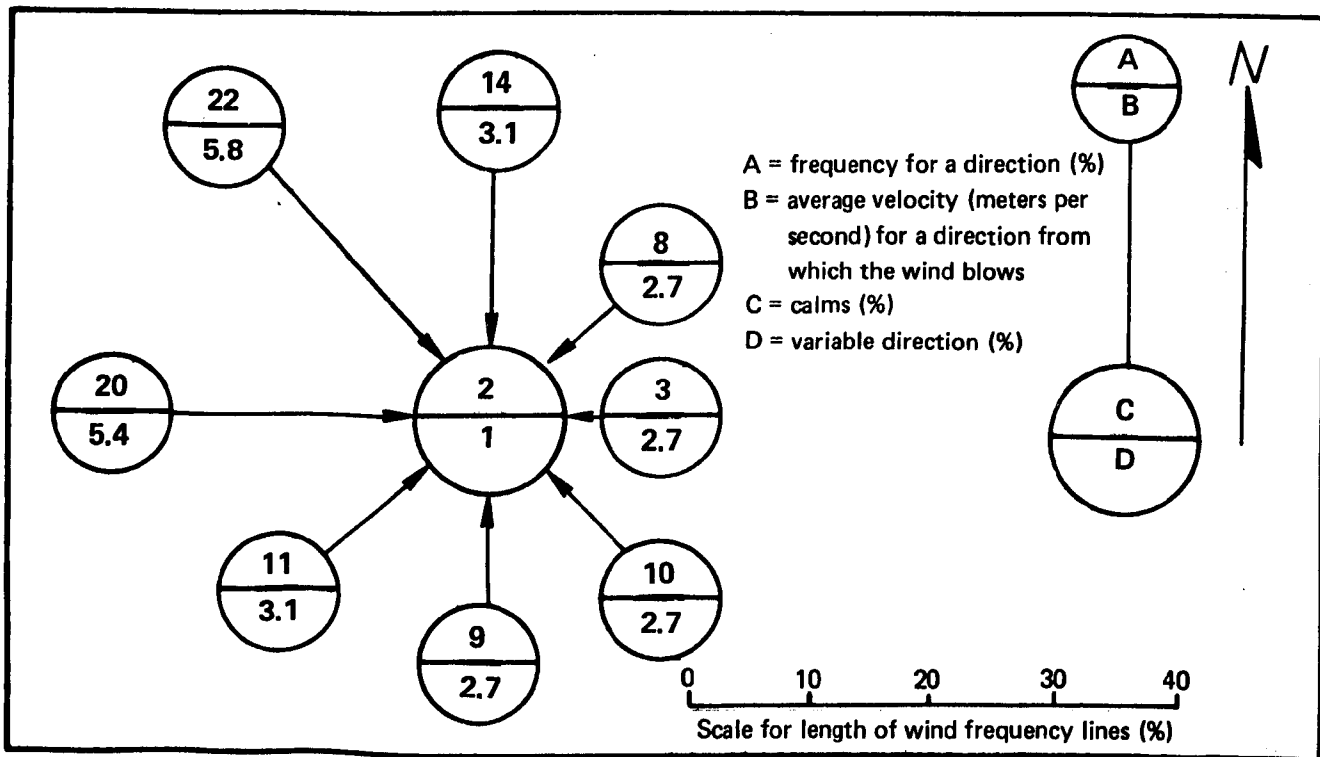 22
5.8
14
3.1
8
2.7
20
5.4
2
1
3
2.7
11
3.1
9
2.7
10
2.7
A
B
N
A = frequency for a direction (%)
B = average velocity (meters per
second) for a direction from
which the wind blows
C = calms (%)
D = variable direction (%)
C
D
0 10 20 30 40
Scale for length of wind frequency lines (%)